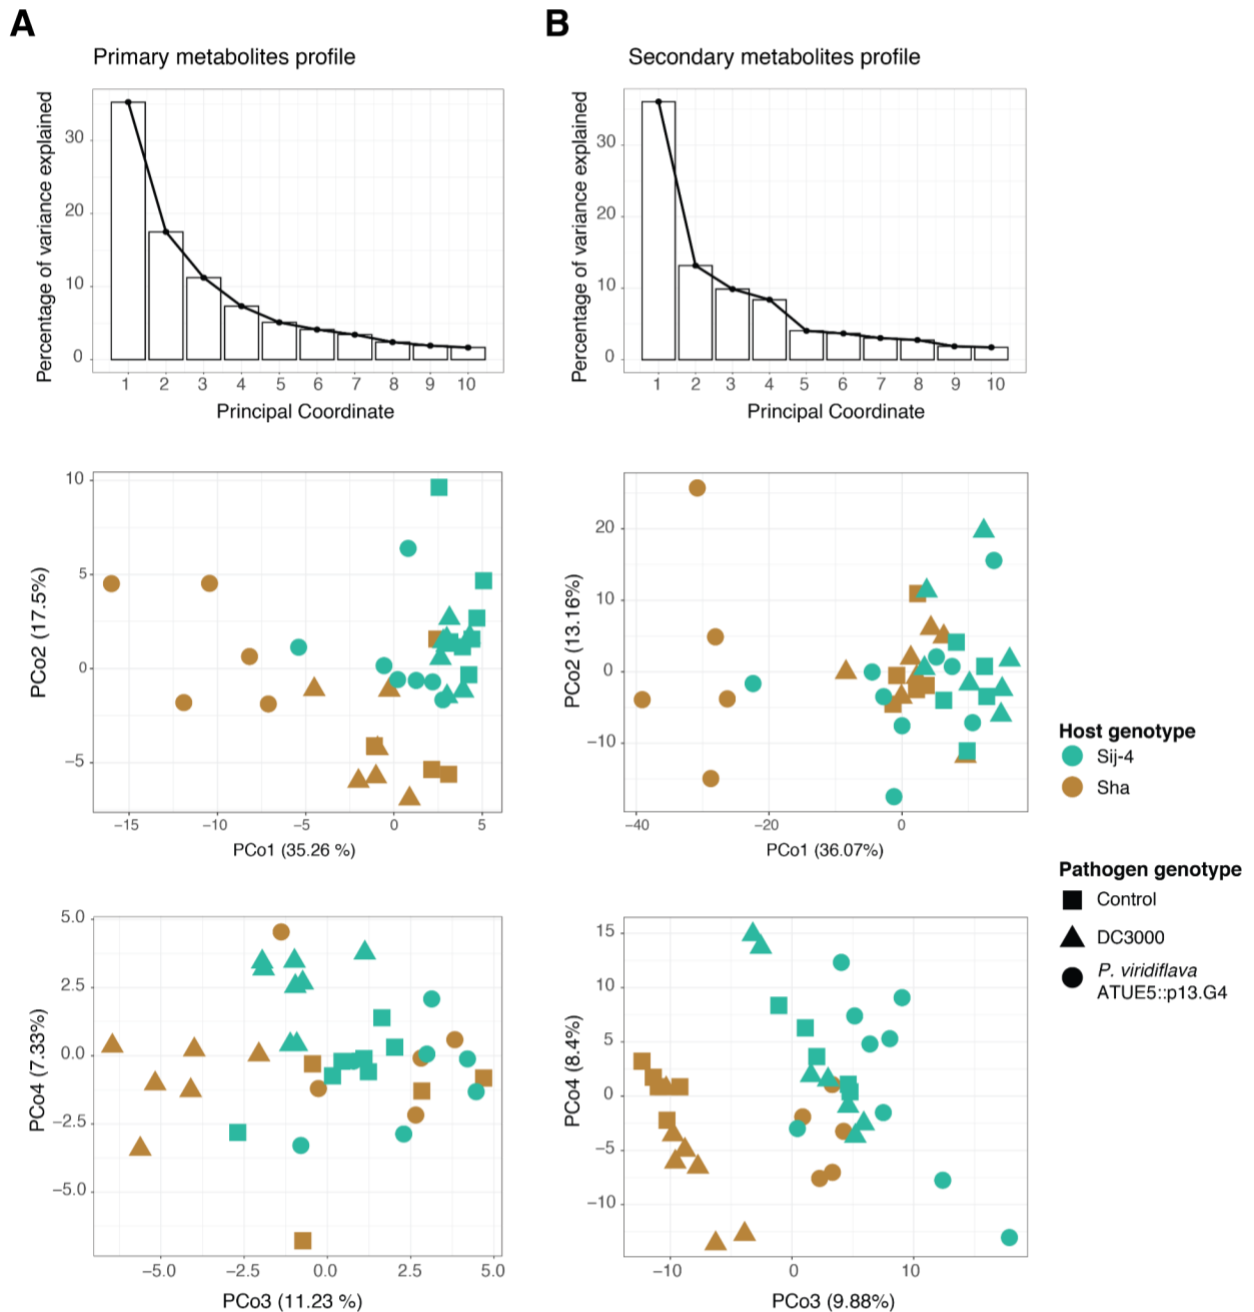 A
B
Primary metabolites profile
Secondary metabolites profile
Percentage of variance explained
30
20
10
0
1 2 3 4 5 6 7 8 9 10
Principal Coordinate
Percentage of variance explained
30
20
10
0
1 2 3 4 5 6 7 8 9 10
Principal Coordinate
PCo2 (17.5%)
10
5
0
−5
−15 −10 −5 0 5
PCo1 (35.26 %)
PCo2 (13.16%)
20
10
0
−10
−40 −20 0
PCo1 (36.07%)
PCo4 (7.33%)
5.0
2.5
0.0
−2.5
−5.0
−5.0 −2.5 0.0 2.5 5.0
PCo3 (11.23 %)
PCo4 (8.4%)
15
10
5
0
−5
−10
−10 0 10
PCo3 (9.88%)
Host genotype
Sij-4
Sha
Pathogen genotype
Control
DC3000
P. viridiflava
ATUE5::p13.G4